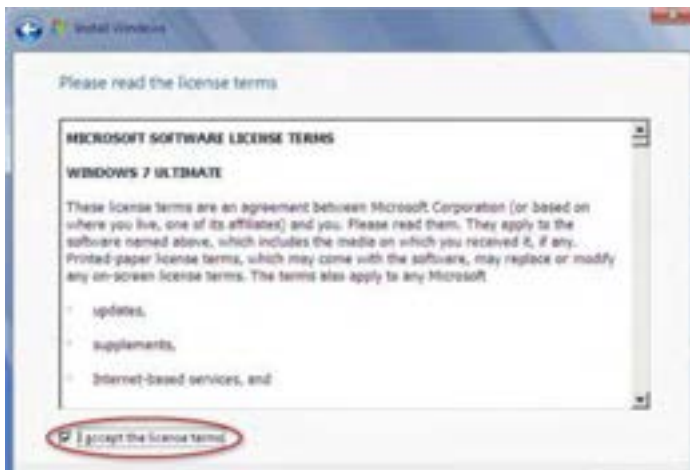 Install Windows
Please read the license terms
MICROSOFT SOFTWARE LICENSE TERMS
WINDOWS 7 ULTIMATE
These license terms are an agreement between Microsoft Corporation (or based on
where you live, one of its affiliates) and you. Please read them. They apply to the
software named above, which includes the media on which you received it, if any.
Printed-paper license terms, which may come with the software, may replace or modify
any on-screen license terms. The terms also apply to any Microsoft
· updates,
· supplements,
· Internet-based services, and
I accept the license terms